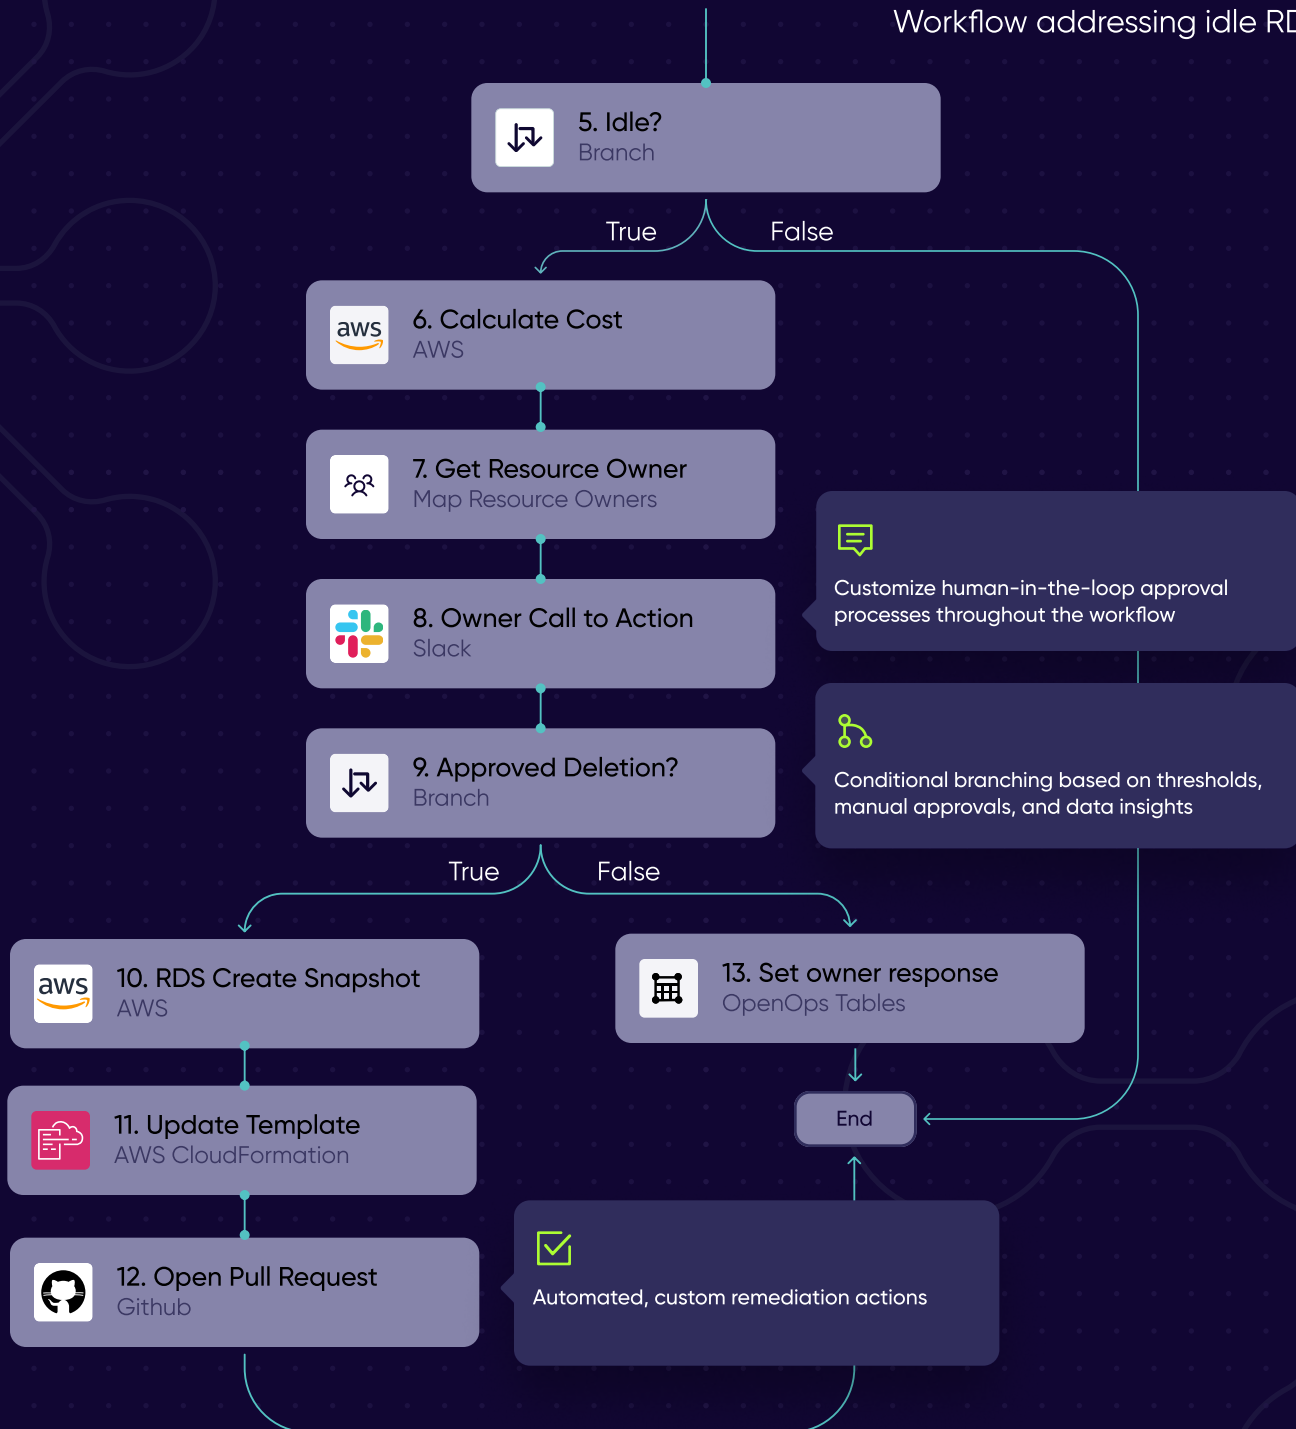 Workflow addressing idle
5. Idle?
Branch
True
False
aws
6. Calculate Cost
AWS
7. Get Resource Owner
Map Resource Owners
8. Owner Call to Action
Slack
Customize human-in-the-loop approval
processes throughout the workflow
9. Approved Deletion?
Branch
Conditional branching based on thresholds,
manual approvals, and data insights
True
False
aws
10. RDS Create Snapshot
AWS
13. Set owner response
OpenOps Tables
11. Update Template
AWS CloudFormation
End
12. Open Pull Request
Github
Automated, custom remediation actions